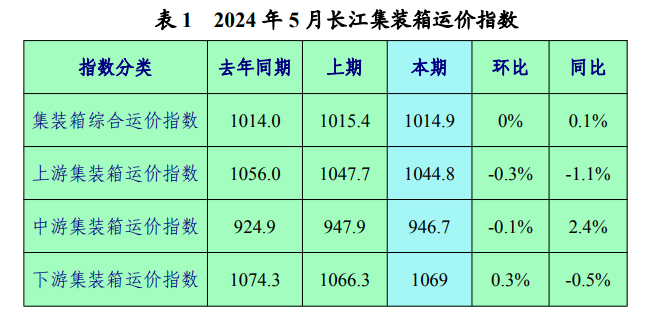 表 1 2024 年 5 月长江集装箱运价指数
指数分类 去年同期 上期 本期 环比 同比
集装箱综合运价指数 1014.0 1015.4 1014.9 0% 0.1%
上游集装箱运价指数 1056.0 1047.7 1044.8 -0.3% -1.1%
中游集装箱运价指数 924.9 947.9 946.7 -0.1% 2.4%
下游集装箱运价指数 1074.3 1066.3 1069 0.3% -0.5%